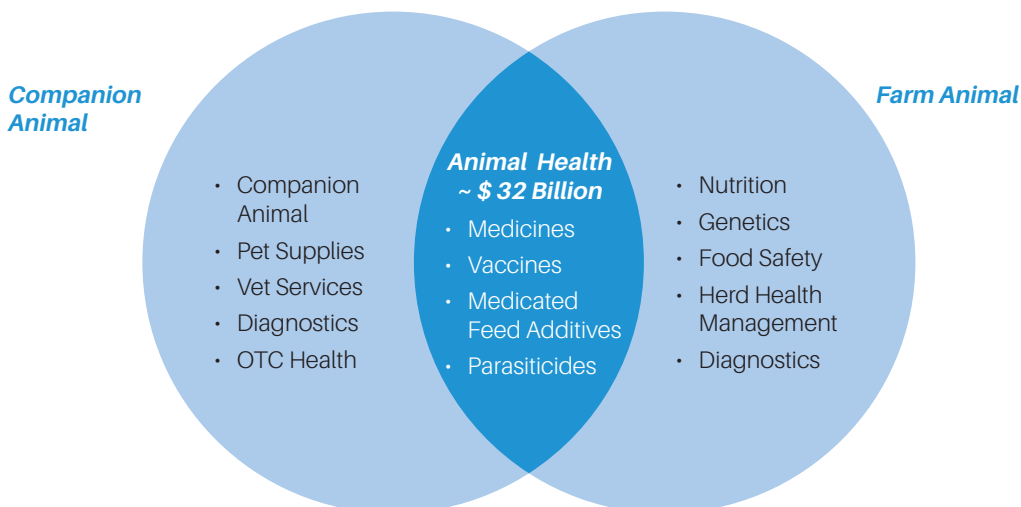 Companion
Animal
• Companion
Animal
• Pet Supplies
• Vet Services
• Diagnostics
• OTC Health
Animal Health
~ $ 32 Billion
• Medicines
• Vaccines
• Medicated
Feed Additives
• Parasiticides
Farm Animal
• Nutrition
• Genetics
• Food Safety
• Herd Health
Management
• Diagnostics